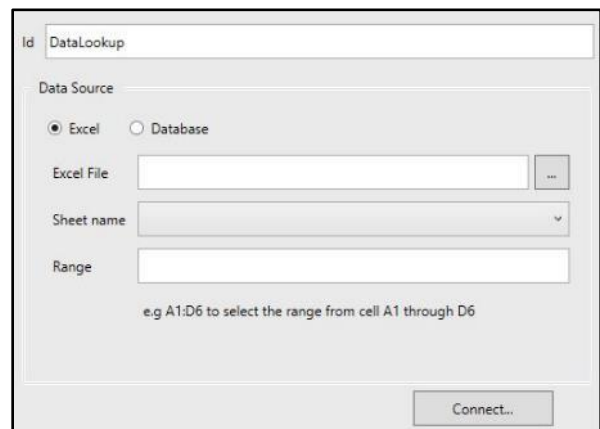 Id DataLookup
Data Source
Excel Database
Excel File ...
Sheet name
Range
e.g A1:D6 to select the range from cell A1 through D6
Connect...